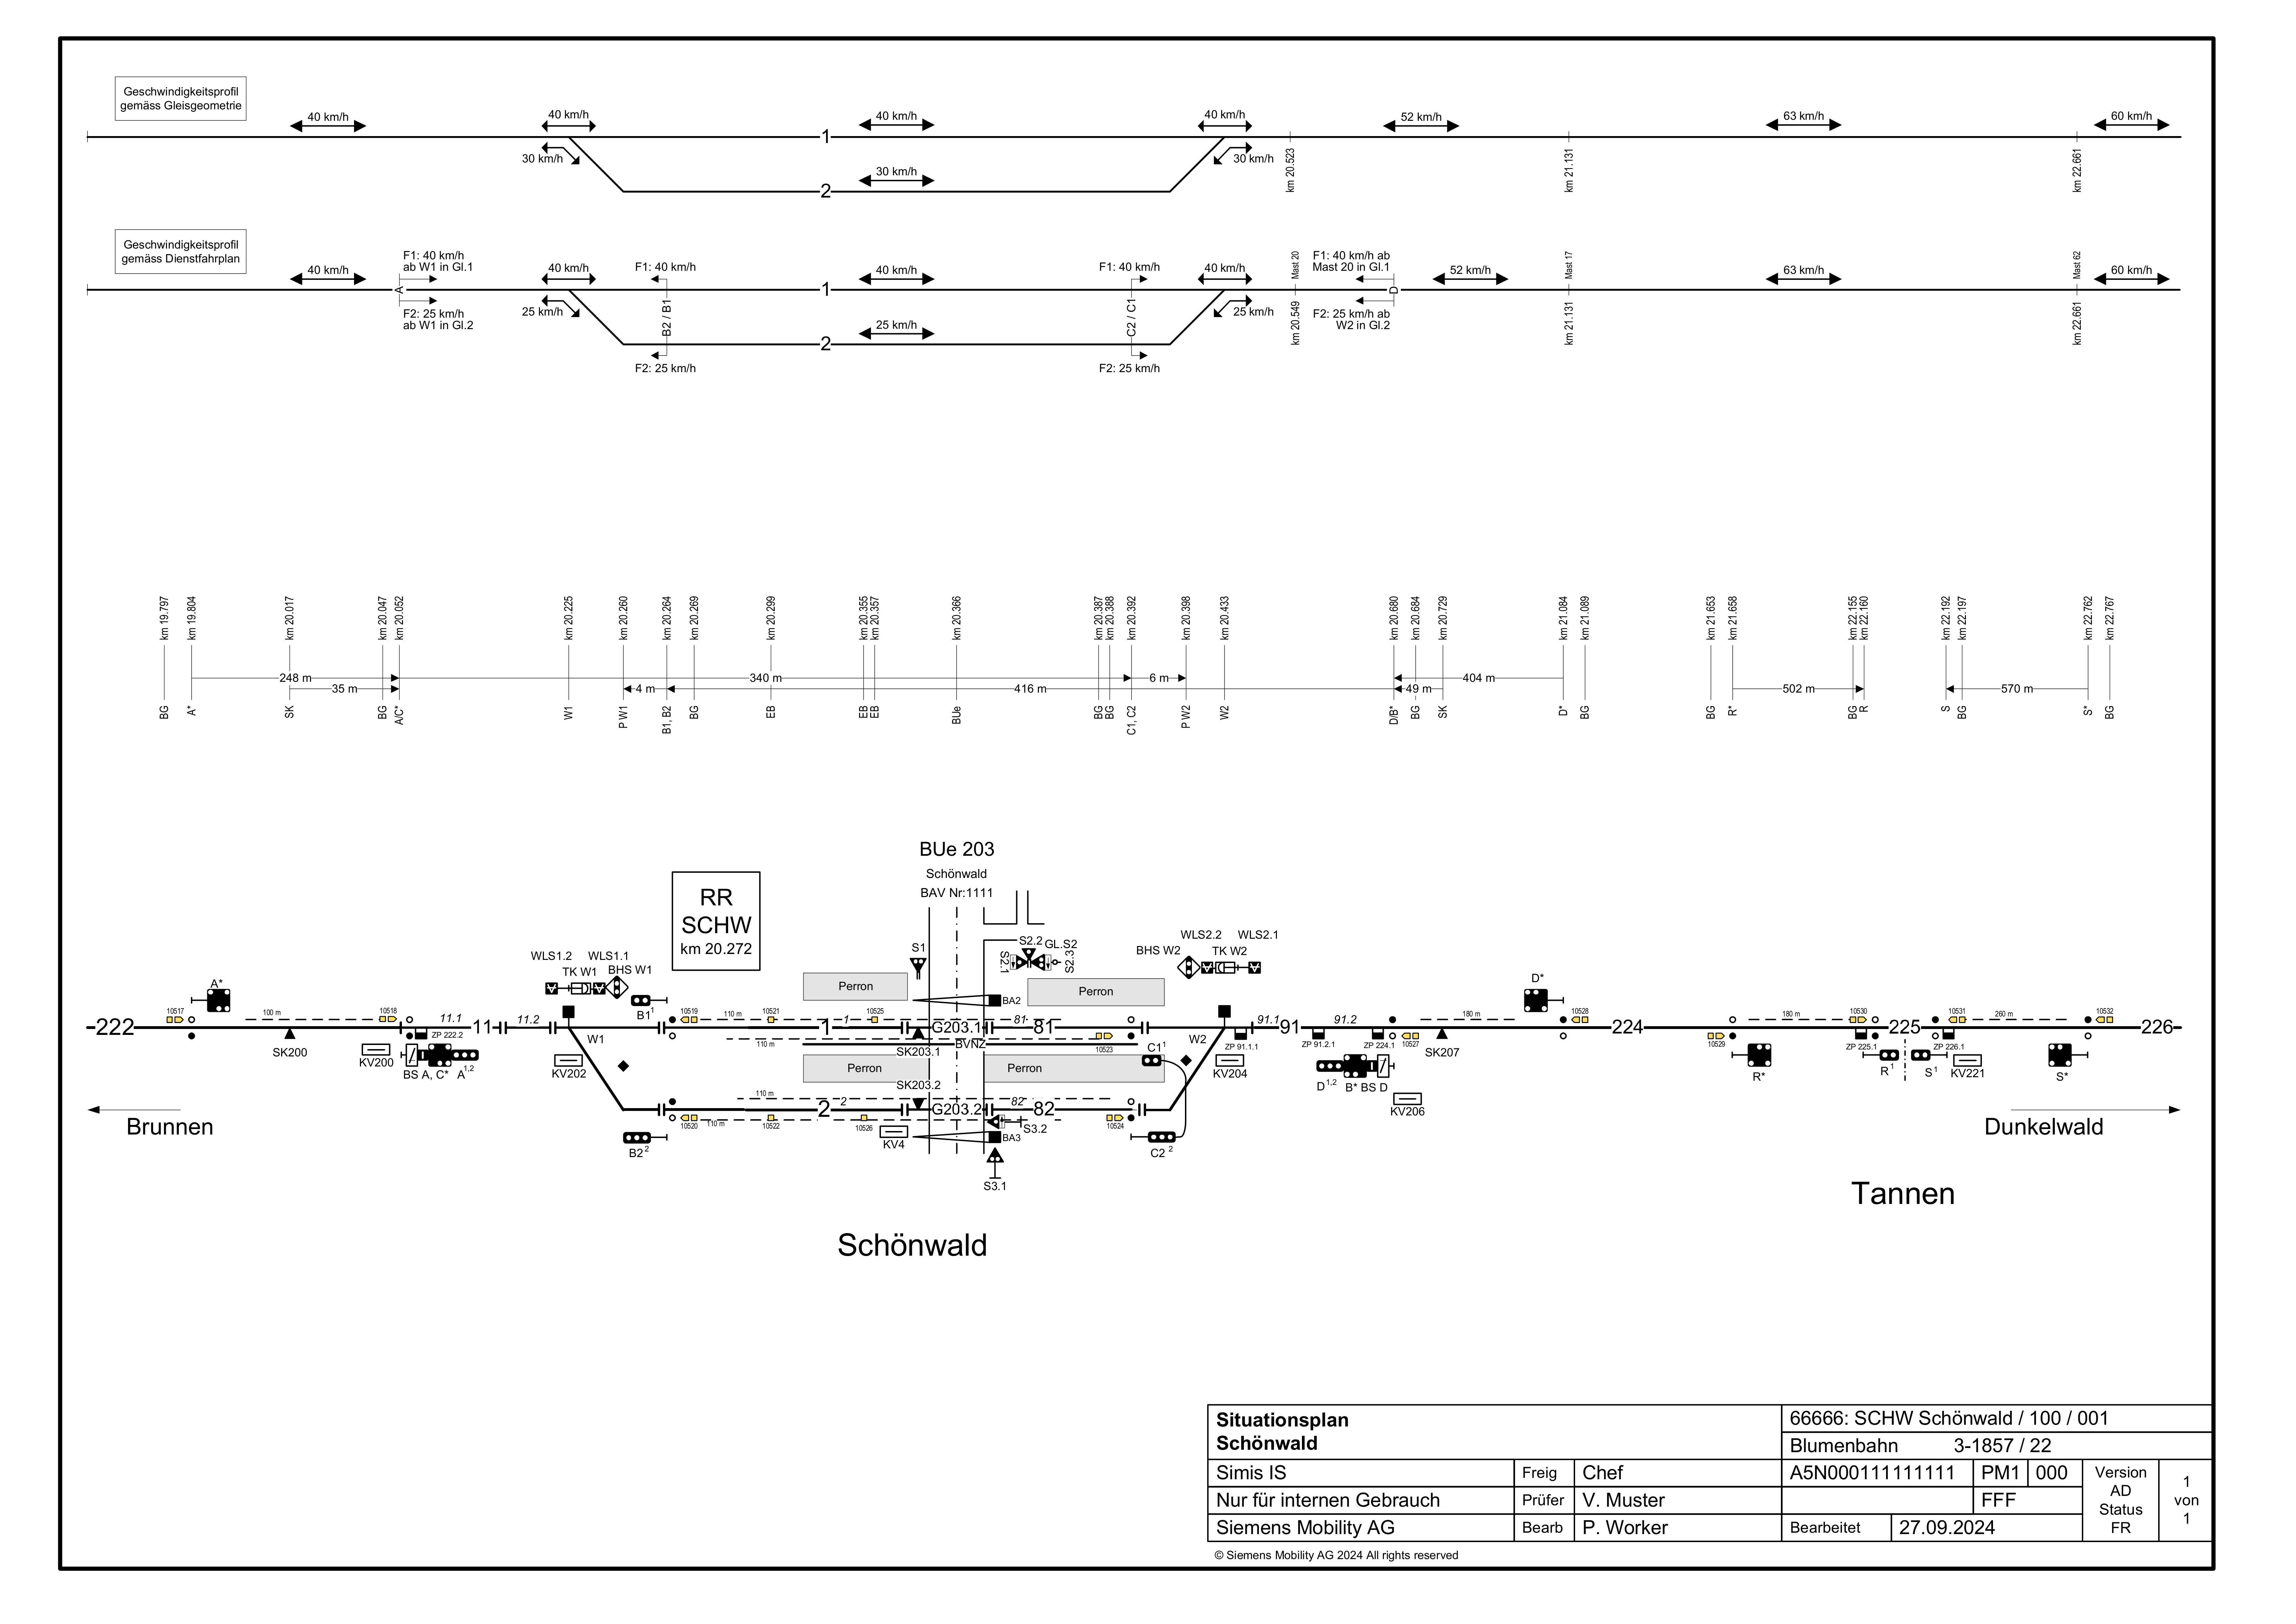 Geschwindigkeitsprofil
gemäss Gleisgeometrie
40 km/h
40 km/h
40 km/h
40 km/h
52 km/h
63 km/h
60 km/h
1
30 km/h
30 km/h
30 km/h
2
km 20.523
km 21.131
km 22.661
Geschwindigkeitsprofil
gemäss Dienstfahrplan
40 km/h
F1: 40 km/h
ab W1 in Gl.1
A
F2: 25 km/h
ab W1 in Gl.2
40 km/h
25 km/h
F1: 40 km/h
B2 / B1
F2: 25 km/h
40 km/h
1
25 km/h
2
F1: 40 km/h
C2 / C1
F2: 25 km/h
40 km/h
25 km/h
Mast 20
km 20.549
F1: 40 km/h ab
Mast 20 in Gl.1
D
F2: 25 km/h ab
W2 in Gl.2
52 km/h
Mast 17
km 21.131
63 km/h
Mast 62
km 22.661
60 km/h
km 19.797
km 19.804
km 20.017
km 20.047
km 20.052
km 20.225
km 20.260
km 20.264
km 20.269
km 20.299
km 20.355
km 20.357
km 20.366
km 20.387
km 20.388
km 20.392
km 20.398
km 20.433
km 20.680
km 20.684
km 20.729
km 21.084
km 21.089
km 21.653
km 21.658
km 22.155
km 22.160
km 22.192
km 22.197
km 22.762
km 22.767
248 m
340 m
6 m
404 m
35 m
4 m
416 m
49 m
502 m
570 m
BG
A*
SK
BG
A/C*
W1
P W1
B1, B2
BG
EB
EB
EB
BUe
BG
BG
C1, C2
P W2
W2
D/B*
BG
SK
D*
BG
BG
R*
BG
R
S
BG
S*
BG
BUe 203
Schönwald
BAV Nr:1111
RR
SCHW
km 20.272
S1
S2.2
GL.S2
S2.1
S2.3
WLS1.2
WLS1.1
TK W1
BHS W1
WLS2.2
WLS2.1
BHS W2
TK W2
A*
D*
Perron
Perron
B1 1
BA2
10517
100 m
10518
10519
110 m
10521
10525
10528
180 m
180 m
10530
10531
260 m
10532
222
11.1
11
11.2
1
1
G203.1
81
81
91.1
91
91.2
224
225
226
SK200
KV200
ZP 222.2
BS A, C*
A 1,2
W1
KV202
110 m
SK203.1
BVNZ
10523
C1 1
W2
KV204
ZP 91.1.1
ZP 91.2.1
ZP 224.1
10527
SK207
D 1,2
B*
BS D
KV206
10529
R*
ZP 225.1
R 1
S 1
ZP 226.1
KV221
S*
Perron
Perron
SK203.2
2
2
G203.2
82
82
10520
110 m
10522
10526
KV4
S3.2
BA3
10524
B2 2
C2 2
S3.1
Brunnen
Dunkelwald
Tannen
Schönwald
Situationsplan
Schönwald
66666: SCHW Schönwald / 100 / 001
Blumenbahn 3-1857 / 22
Simis IS
Freig
Chef
A5N000111111111
PM1
000
Version
AD
Status
FR
1
von
1
Nur für internen Gebrauch
Prüfer
V. Muster
FFF
Siemens Mobility AG
Bearb
P. Worker
Bearbeitet
27.09.2024
© Siemens Mobility AG 2024 All rights reserved